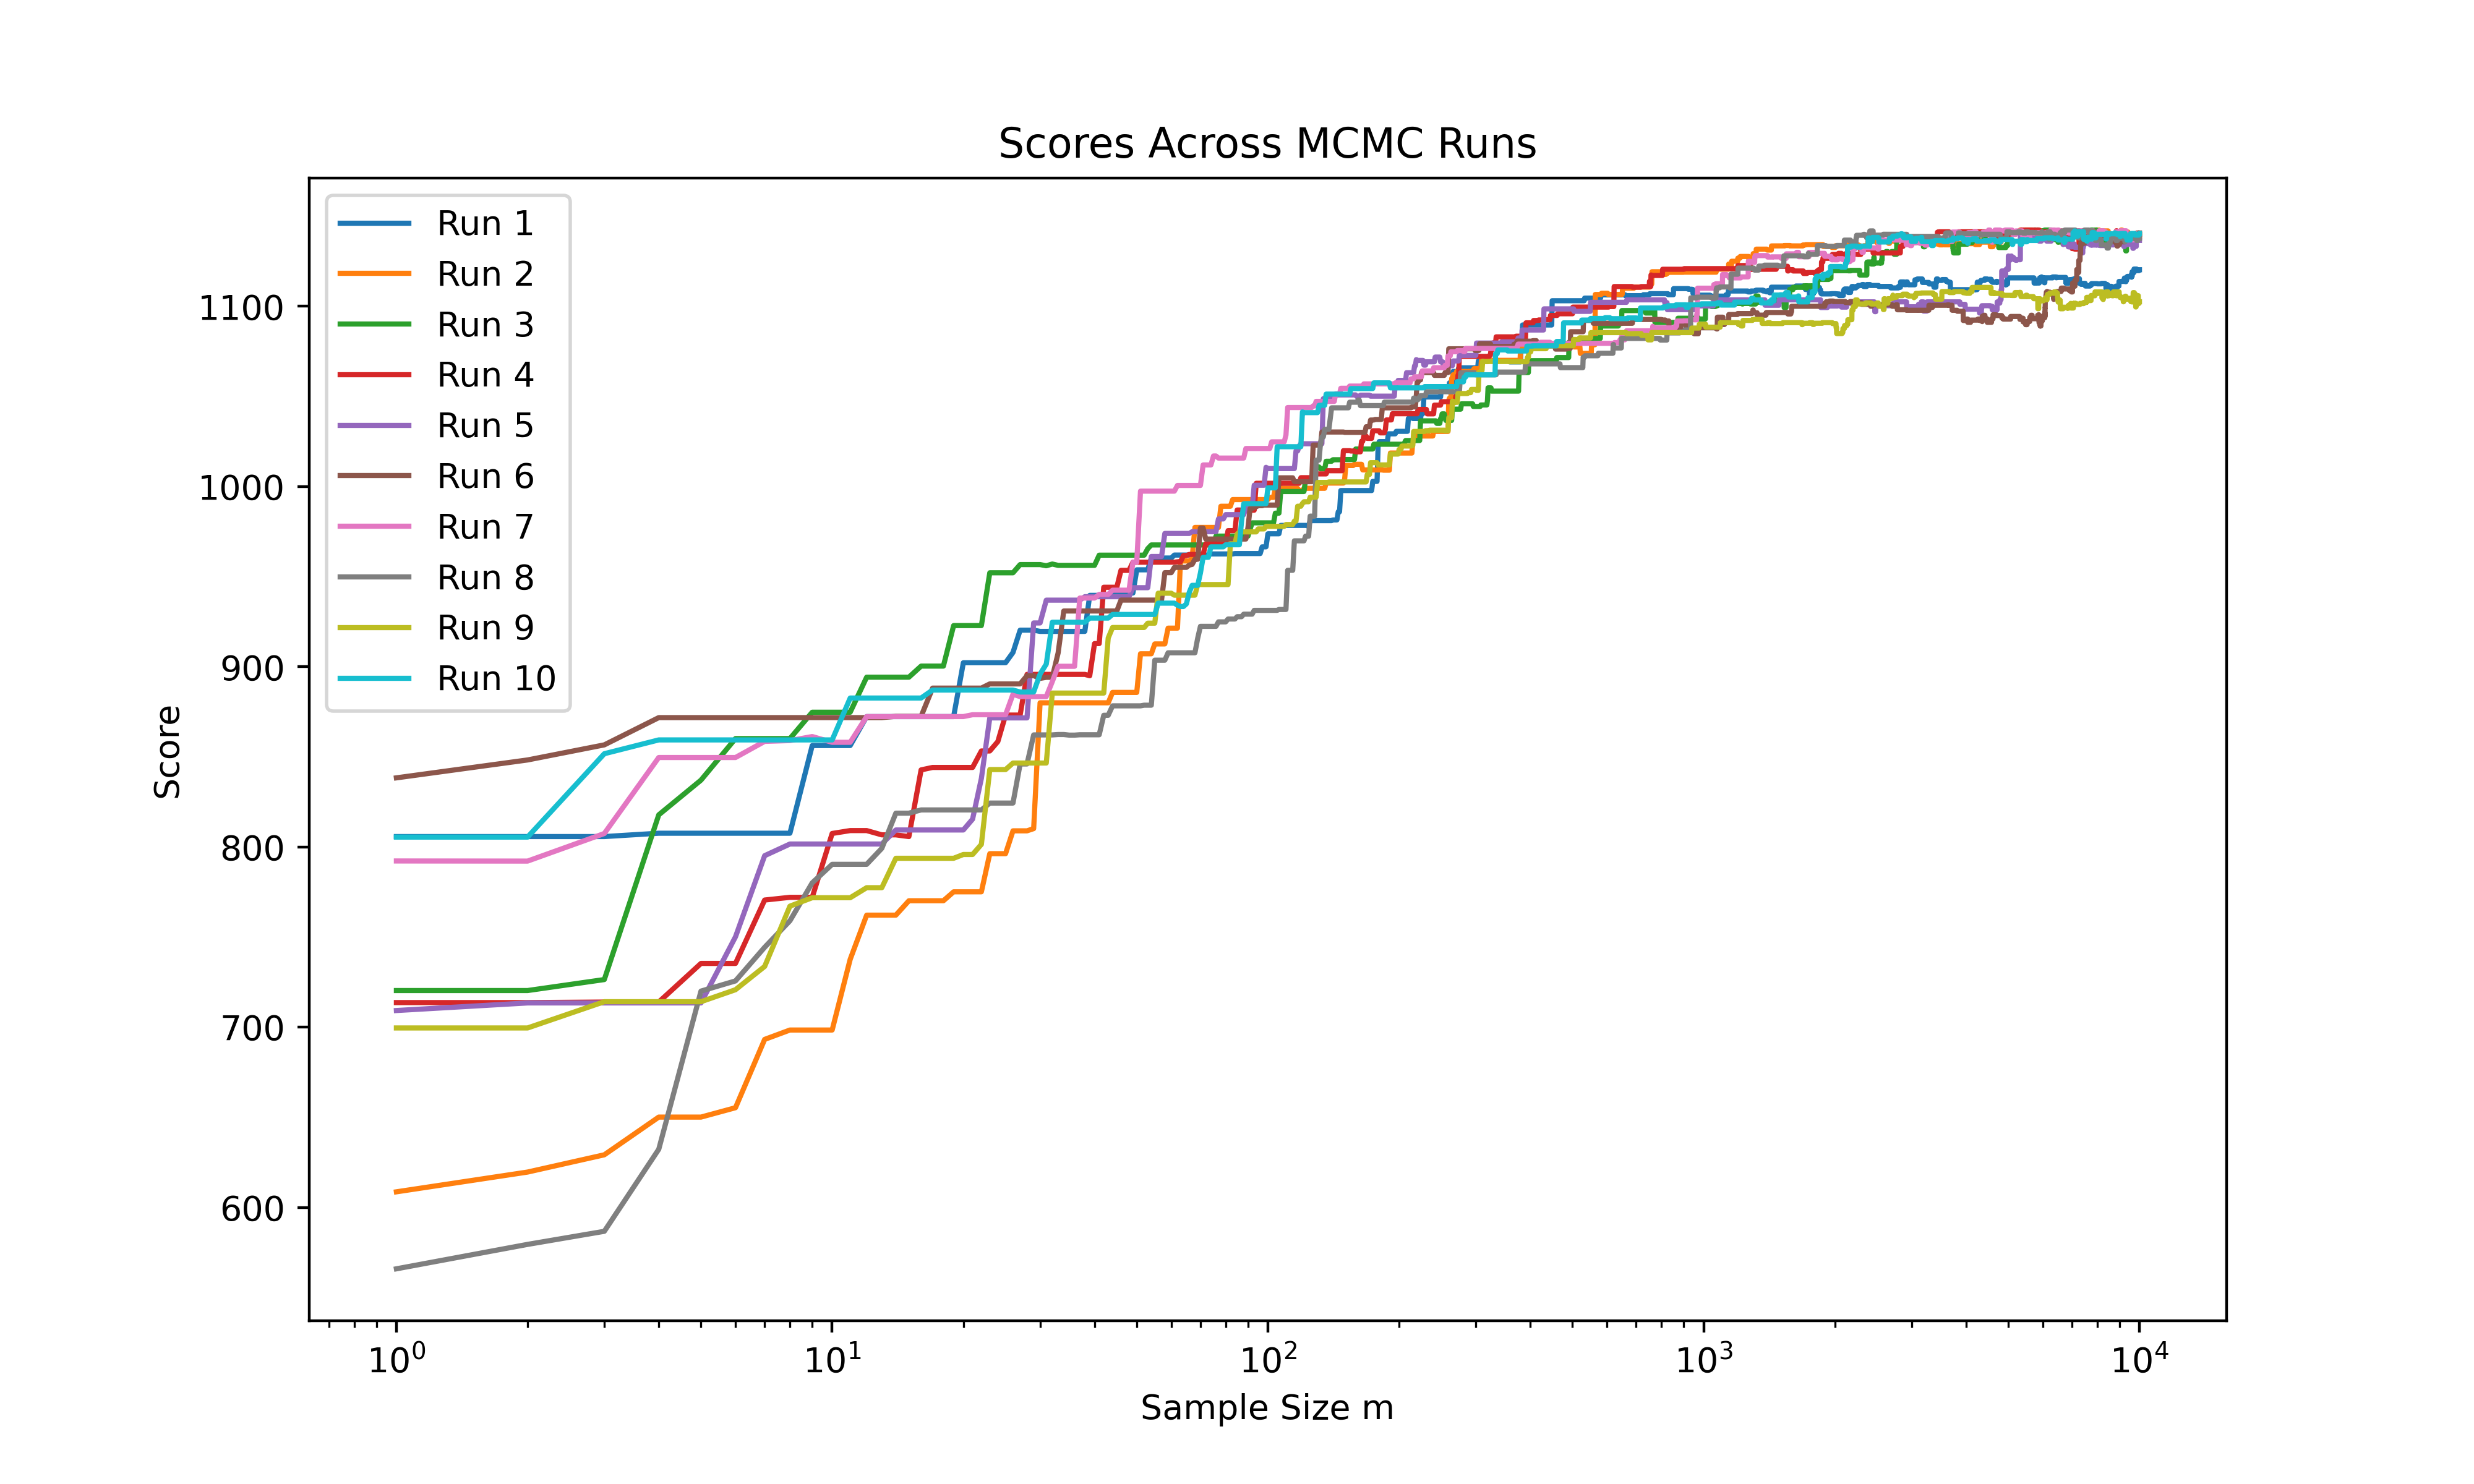 Scores Across MCMC Runs
Run 1
Run 2
Run 3
Run 4
Run 5
Run 6
Run 7
Run 8
Run 9
Run 10
1100
1000
900
800
700
600
Score
10⁰ 10¹ 10² 10³ 10⁴
Sample Size m